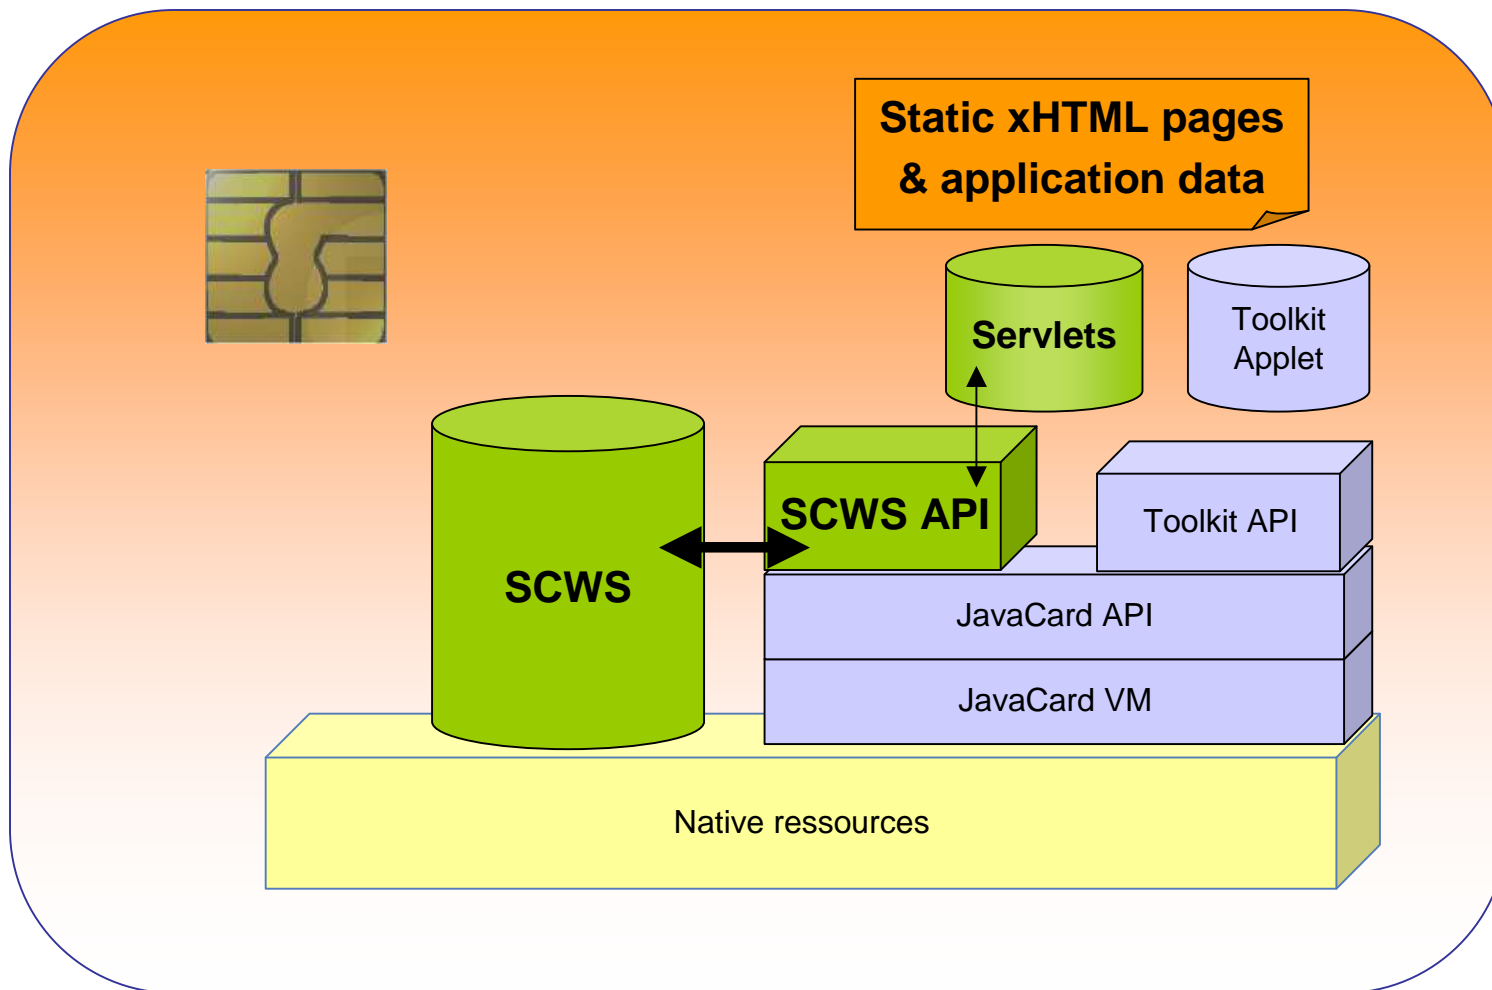 Static xHTML pages
& application data
Servlets
Toolkit
Applet
SCWS API
Toolkit API
SCWS
JavaCard API
JavaCard VM
Native ressources